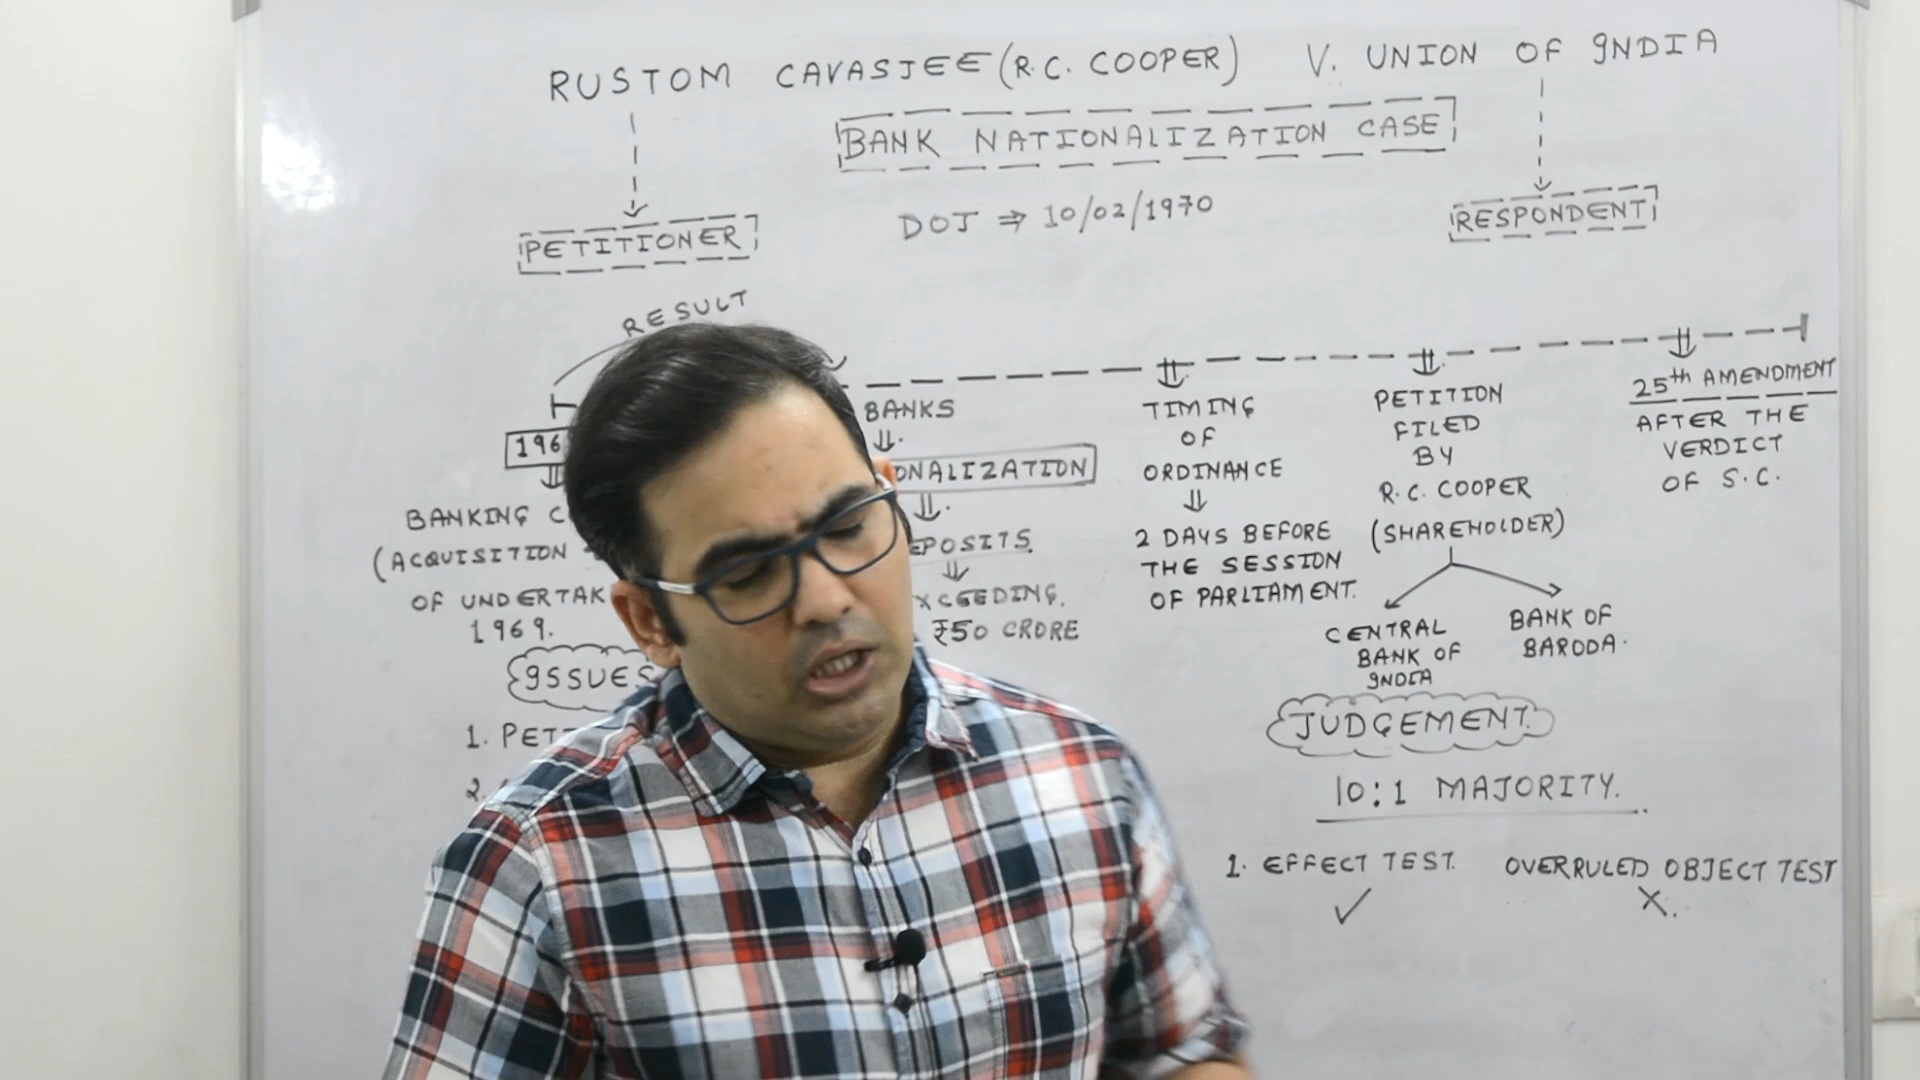 RUSTOM CAVASJEE (R.C. COOPER) V. UNION OF INDIA
BANK NATIONALIZATION CASE
PETITIONER
DOJ ⇒ 10/02/1970
RESPONDENT
RESULT
BANKS
ONALIZATION
EPOSITS
XCEEDING
₹50 CRORE
196
BANKING C
(ACQUISITION
OF UNDERTAK
1969.
TIMING
OF
ORDINANCE
2 DAYS BEFORE
THE SESSION
OF PARLIAMENT.
PETITION
FILED
BY
R.C. COOPER
(SHAREHOLDER)
CENTRAL
BANK OF
INDIA
BANK OF
BARODA.
25th AMENDMENT
AFTER THE
VERDICT
OF S.C.
ISSUES
1. PET
2.
JUDGEMENT.
10:1 MAJORITY.
1. EFFECT TEST. OVERRULED OBJECT TEST
✓ X.